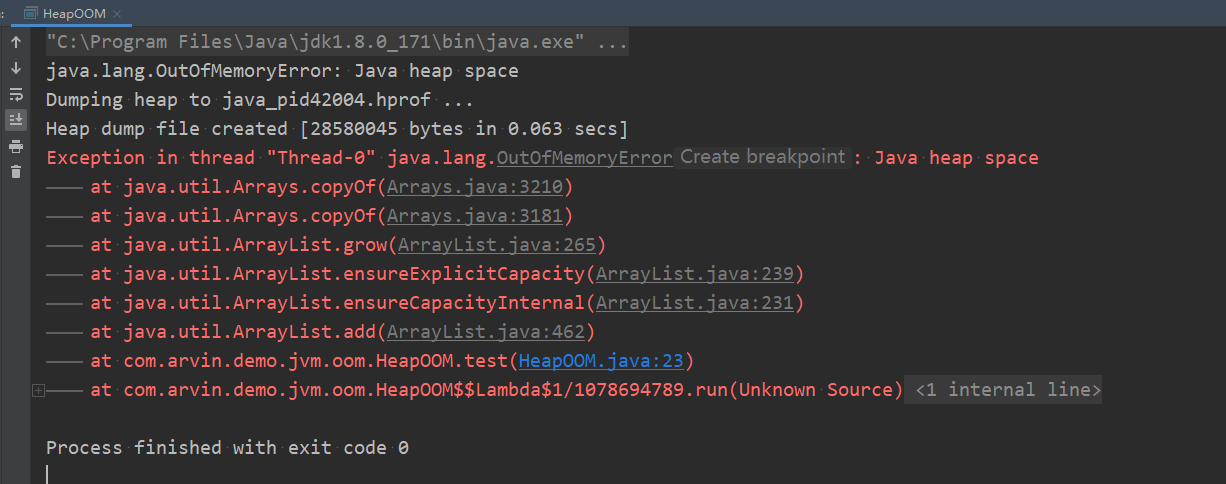 HeapOOM
"C:\Program Files\Java\jdk1.8.0_171\bin\java.exe" ...
java.lang.OutOfMemoryError: Java heap space
Dumping heap to java_pid42004.hprof ...
Heap dump file created [28580045 bytes in 0.063 secs]
Exception in thread "Thread-0" java.lang.OutOfMemoryError Create breakpoint : Java heap space
at java.util.Arrays.copyOf(Arrays.java:3210)
at java.util.Arrays.copyOf(Arrays.java:3181)
at java.util.ArrayList.grow(ArrayList.java:265)
at java.util.ArrayList.ensureExplicitCapacity(ArrayList.java:239)
at java.util.ArrayList.ensureCapacityInternal(ArrayList.java:231)
at java.util.ArrayList.add(ArrayList.java:462)
at com.arvin.demo.jvm.oom.HeapOOM.test(HeapOOM.java:23)
at com.arvin.demo.jvm.oom.HeapOOM$$Lambda$1/1078694789.run(Unknown Source) <1 internal line>
Process finished with exit code 0